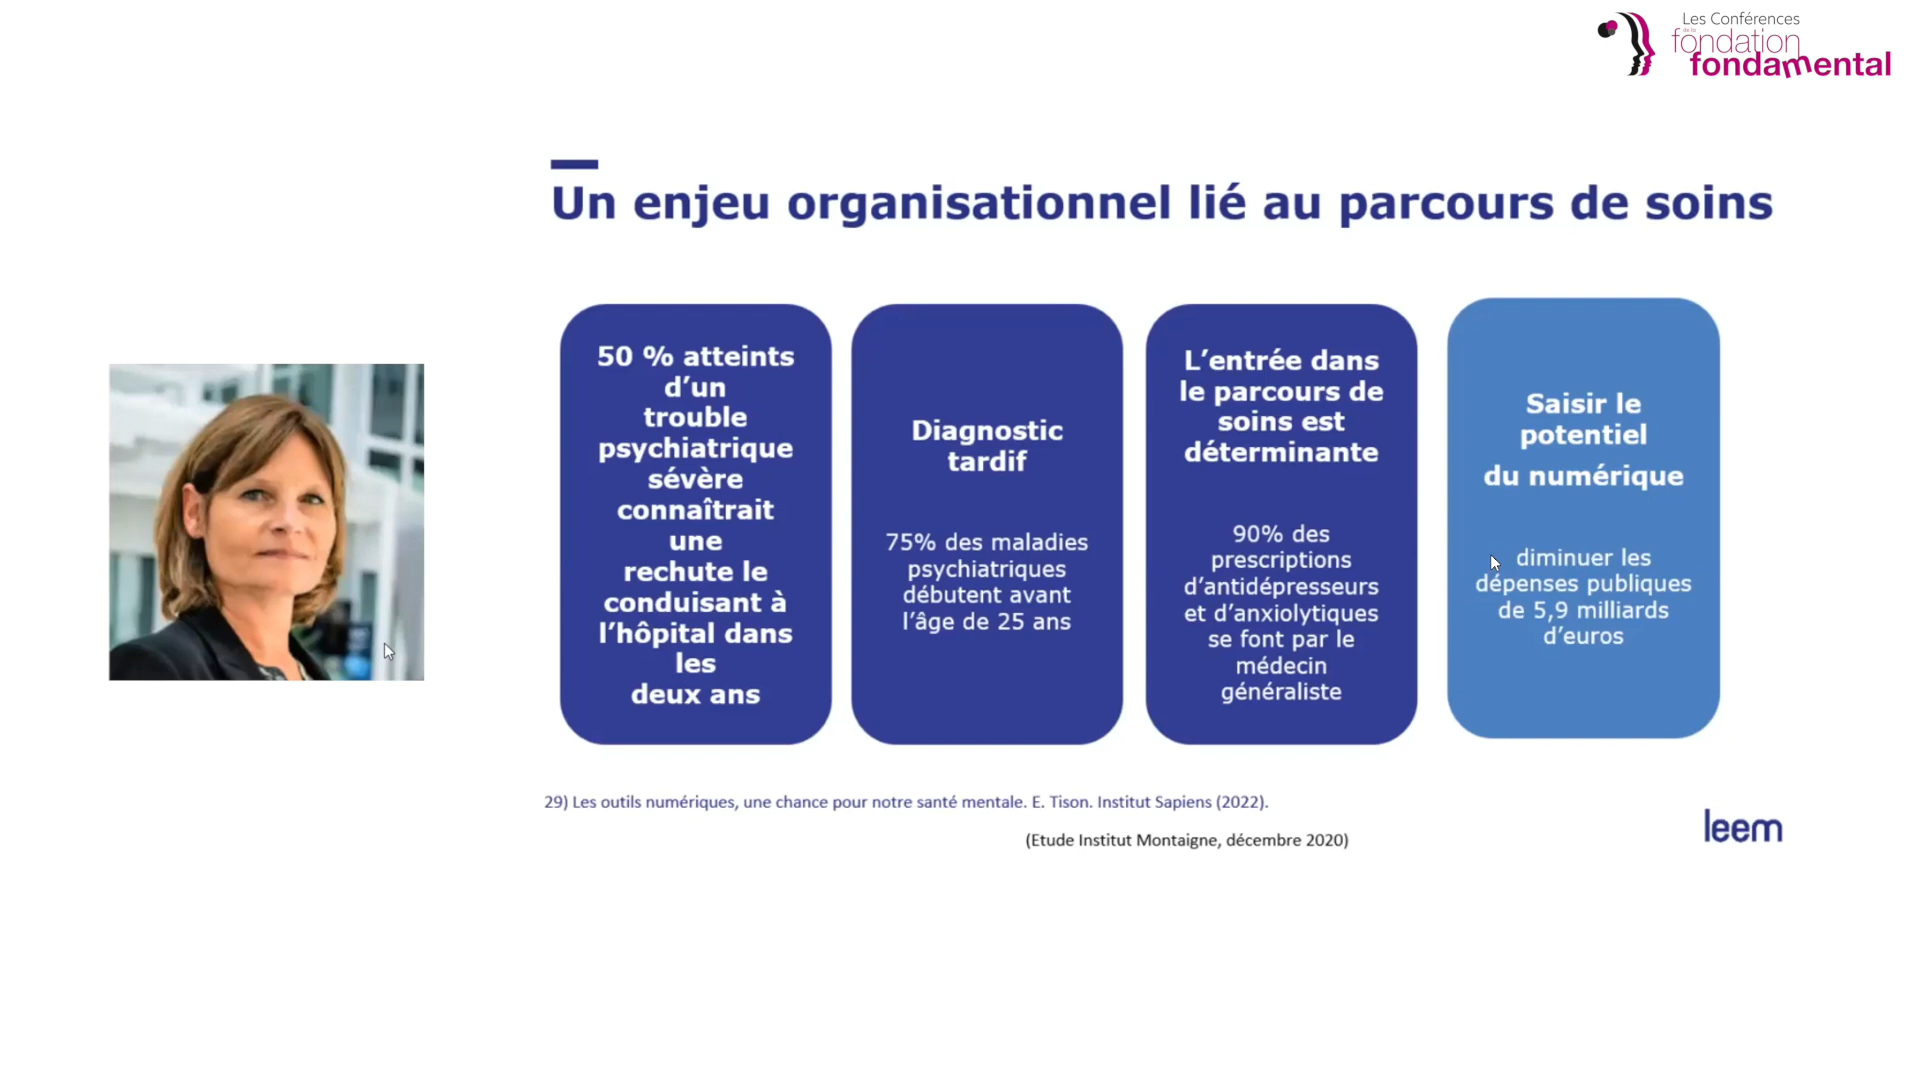 Les Conférences
de la
fondation
fondamental
Un enjeu organisationnel lié au parcours de soins
50 % atteints
d’un
trouble
psychiatrique
sévère
connaîtrait
une
rechute le
conduisant à
l’hôpital dans
les
deux ans
Diagnostic
tardif
75% des maladies
psychiatriques
débutent avant
l’âge de 25 ans
L’entrée dans
le parcours de
soins est
déterminante
90% des
prescriptions
d’antidépresseurs
et d’anxiolytiques
se font par le
médecin
généraliste
Saisir le
potentiel
du numérique
diminuer les
dépenses publiques
de 5,9 milliards
d’euros
29) Les outils numériques, une chance pour notre santé mentale. E. Tison. Institut Sapiens (2022).
(Etude Institut Montaigne, décembre 2020)
leem